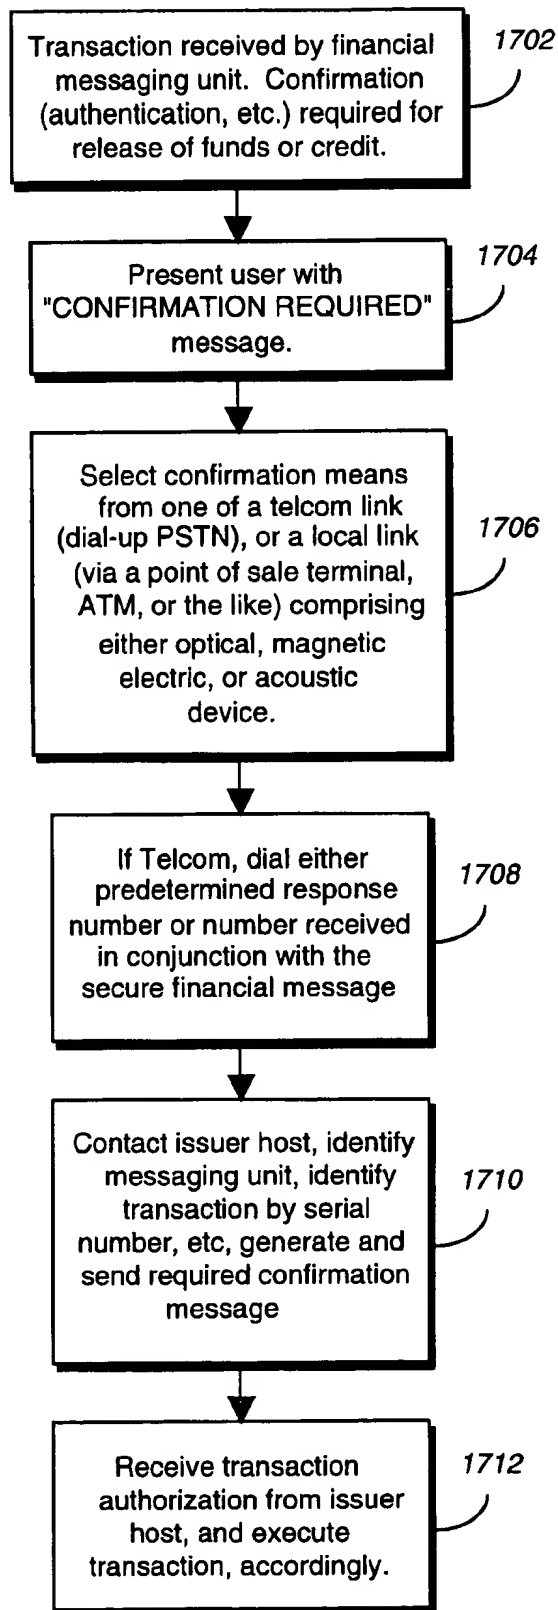 Transaction received by financial
messaging unit. Confirmation
(authentication, etc.) required for
release of funds or credit.
1702
Present user with
"CONFIRMATION REQUIRED"
message.
1704
Select confirmation means
from one of a telcom link
(dial-up PSTN), or a local link
(via a point of sale terminal,
ATM, or the like) comprising
either optical, magnetic
electric, or acoustic
device.
1706
If Telcom, dial either
predetermined response
number or number received
in conjunction with the
secure financial message
1708
Contact issuer host, identify
messaging unit, identify
transaction by serial
number, etc, generate and
send required confirmation
message
1710
Receive transaction
authorization from issuer
host, and execute
transaction, accordingly.
1712